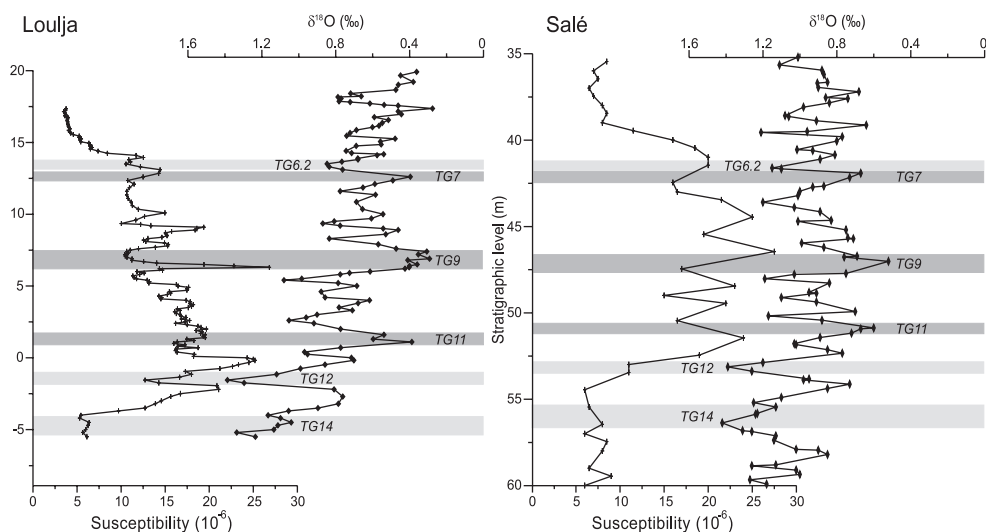 Loulja
δ¹⁸O (‰)
1.6 1.2 0.8 0.4 0
20
15
10
5
0
-5
TG6.2
TG7
TG9
TG11
TG12
TG14
0 5 10 15 20 25 30
Susceptibility (10⁻⁶)
Salé
δ¹⁸O (‰)
1.6 1.2 0.8 0.4 0
Stratigraphic level (m)
35
40
45
50
55
60
TG6.2
TG7
TG9
TG11
TG12
TG14
0 5 10 15 20 25 30
Susceptibility (10⁻⁶)